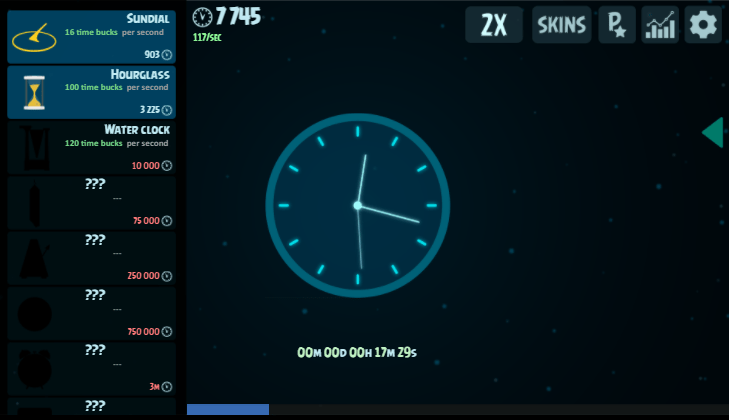 SUNDIAL
16 time bucks per second
903
HOURGLASS
100 time bucks per second
3 225
WATER CLOCK
120 time bucks per second
10 000
???
---
75 000
???
---
250 000
???
---
750 000
???
---
3M
???
7 745
117/SEC
2X
SKINS
P
00M 00D 00H 17M 29S